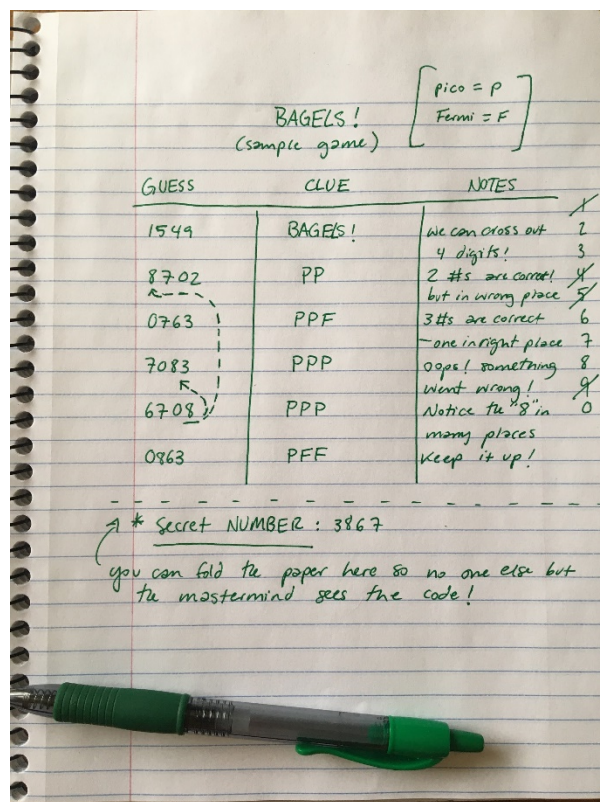 pico = P
Fermi = F
BAGELS!
(sample game)
GUESS CLUE NOTES
1
1549 BAGELS! we can cross out 2
4 digits! 3
8702 PP 2 #s are correct! 4
but in wrong place 5
0763 PPF 3 #s are correct 6
- one in right place 7
7083 PPP oops! something 8
went wrong! 9
6708 PPP Notice the "8" in 0
many places
0863 PFF Keep it up!
* Secret NUMBER : 3867
you can fold the paper here so no one else but
the mastermind sees the code!